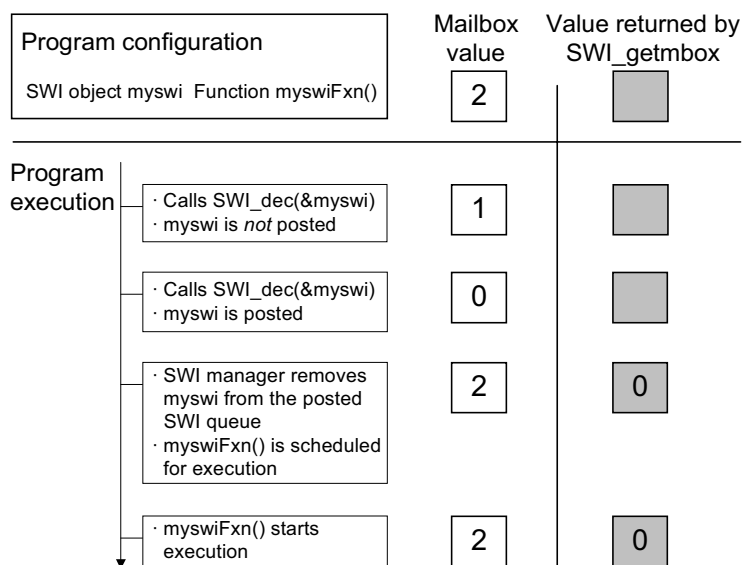 Program configuration
SWI object myswi Function myswiFxn()
Mailbox
value
Value returned by
SWI_getmbox
2
Program
execution
· Calls SWI_dec(&myswi)
· myswi is not posted
1
· Calls SWI_dec(&myswi)
· myswi is posted
0
· SWI manager removes
myswi from the posted
SWI queue
· myswiFxn() is scheduled
for execution
2
0
· myswiFxn() starts
execution
2
0